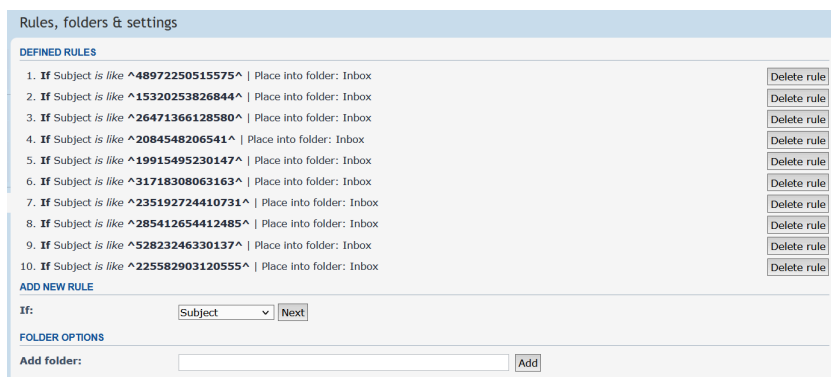 Rules, folders & settings
DEFINED RULES
1. If Subject is like ^48972250515575^ | Place into folder: Inbox Delete rule
2. If Subject is like ^15320253826844^ | Place into folder: Inbox Delete rule
3. If Subject is like ^26471366128580^ | Place into folder: Inbox Delete rule
4. If Subject is like ^2084548206541^ | Place into folder: Inbox Delete rule
5. If Subject is like ^19915495230147^ | Place into folder: Inbox Delete rule
6. If Subject is like ^31718308063163^ | Place into folder: Inbox Delete rule
7. If Subject is like ^235192724410731^ | Place into folder: Inbox Delete rule
8. If Subject is like ^285412654412485^ | Place into folder: Inbox Delete rule
9. If Subject is like ^52823246330137^ | Place into folder: Inbox Delete rule
10. If Subject is like ^225582903120555^ | Place into folder: Inbox Delete rule
ADD NEW RULE
If: Subject Next
FOLDER OPTIONS
Add folder: Add